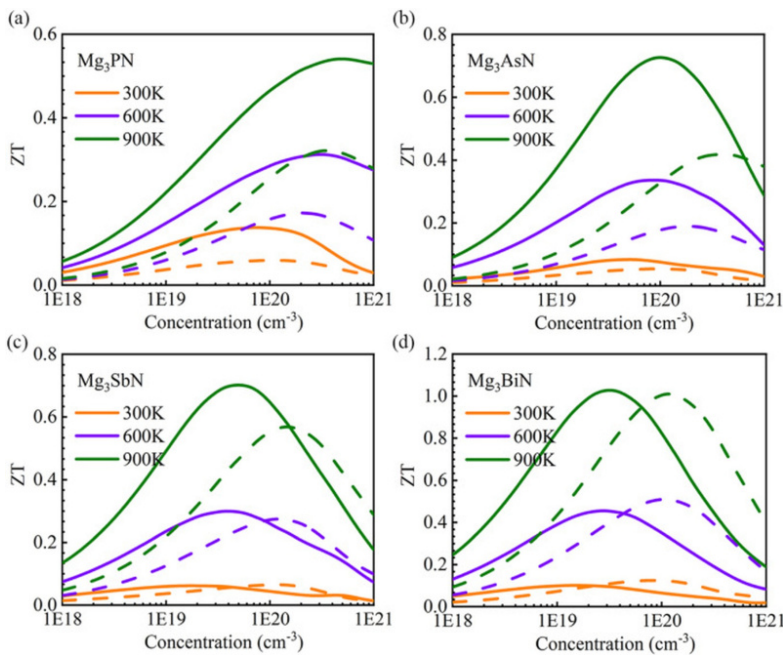 (a)
0.6
Mg₃PN
300K
600K
900K
0.4
ZT
0.2
0.0
1E18 1E19 1E20 1E21
Concentration (cm⁻³)
(b)
0.8
Mg₃AsN
300K
600K
900K
0.6
ZT
0.4
0.2
0.0
1E18 1E19 1E20 1E21
Concentration (cm⁻³)
(c)
0.8
Mg₃SbN
300K
600K
900K
0.6
ZT
0.4
0.2
0.0
1E18 1E19 1E20 1E21
Concentration (cm⁻³)
(d)
1.2
Mg₃BiN
300K
600K
900K
1.0
0.8
ZT
0.6
0.4
0.2
0.0
1E18 1E19 1E20 1E21
Concentration (cm⁻³)